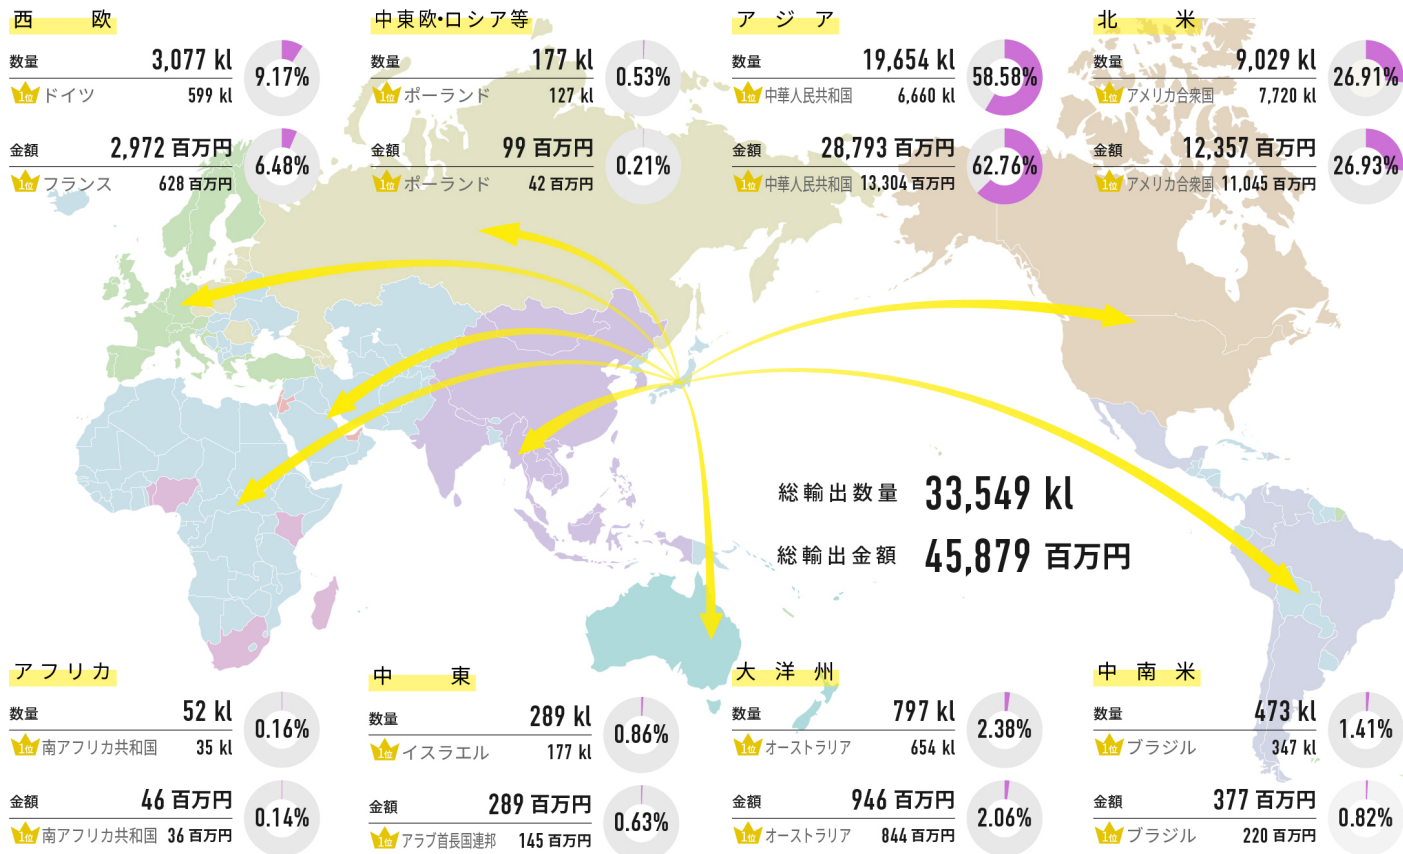 西 欧
数量 3,077 kl
1位 ドイツ 599 kl
9.17%
金額 2,972 百万円
1位 フランス 628 百万円
6.48%
中東欧・ロシア等
数量 177 kl
1位 ポーランド 127 kl
0.53%
金額 99 百万円
1位 ポーランド 42 百万円
0.21%
アジア
数量 19,654 kl
1位 中華人民共和国 6,660 kl
58.58%
金額 28,793 百万円
1位 中華人民共和国 13,304 百万円
62.76%
北 米
数量 9,029 kl
1位 アメリカ合衆国 7,720 kl
26.91%
金額 12,357 百万円
1位 アメリカ合衆国 11,045 百万円
26.93%
総輸出数量 33,549 kl
総輸出金額 45,879 百万円
アフリカ
数量 52 kl
1位 南アフリカ共和国 35 kl
0.16%
金額 46 百万円
1位 南アフリカ共和国 36 百万円
0.14%
中 東
数量 289 kl
1位 イスラエル 177 kl
0.86%
金額 289 百万円
1位 アラブ首長国連邦 145 百万円
0.63%
大洋州
数量 797 kl
1位 オーストラリア 654 kl
2.38%
金額 946 百万円
1位 オーストラリア 844 百万円
2.06%
中南米
数量 473 kl
1位 ブラジル 347 kl
1.41%
金額 377 百万円
1位 ブラジル 220 百万円
0.82%